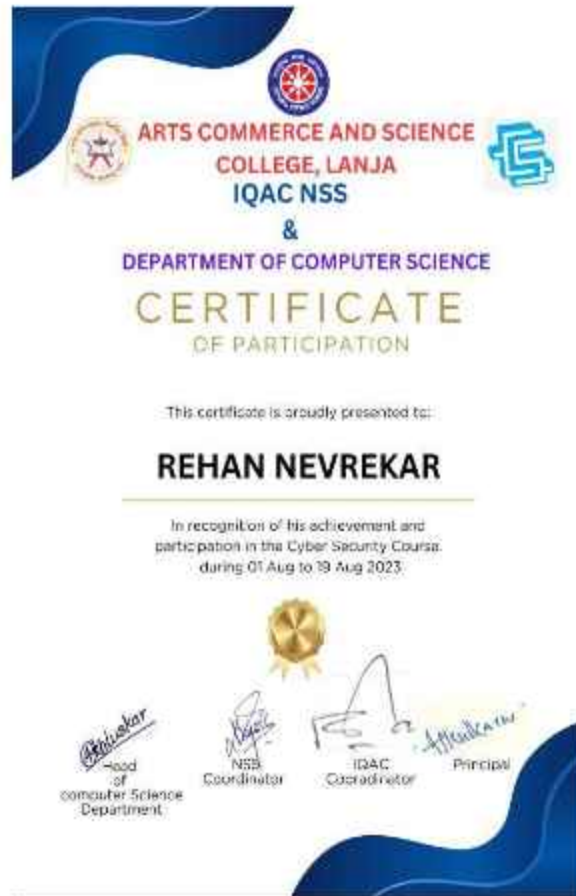 ARTS COMMERCE AND SCIENCE
COLLEGE, LANJA
IQAC NSS
&
DEPARTMENT OF COMPUTER SCIENCE
CERTIFICATE
OF PARTICIPATION
This certificate is proudly presented to:
REHAN NEVREKAR
In recognition of his achievement and
participation in the Cyber Security Course
during 01 Aug to 19 Aug 2023
Head
of
computer Science
Department
NSS
Coordinator
IQAC
Cooradinator
Principal